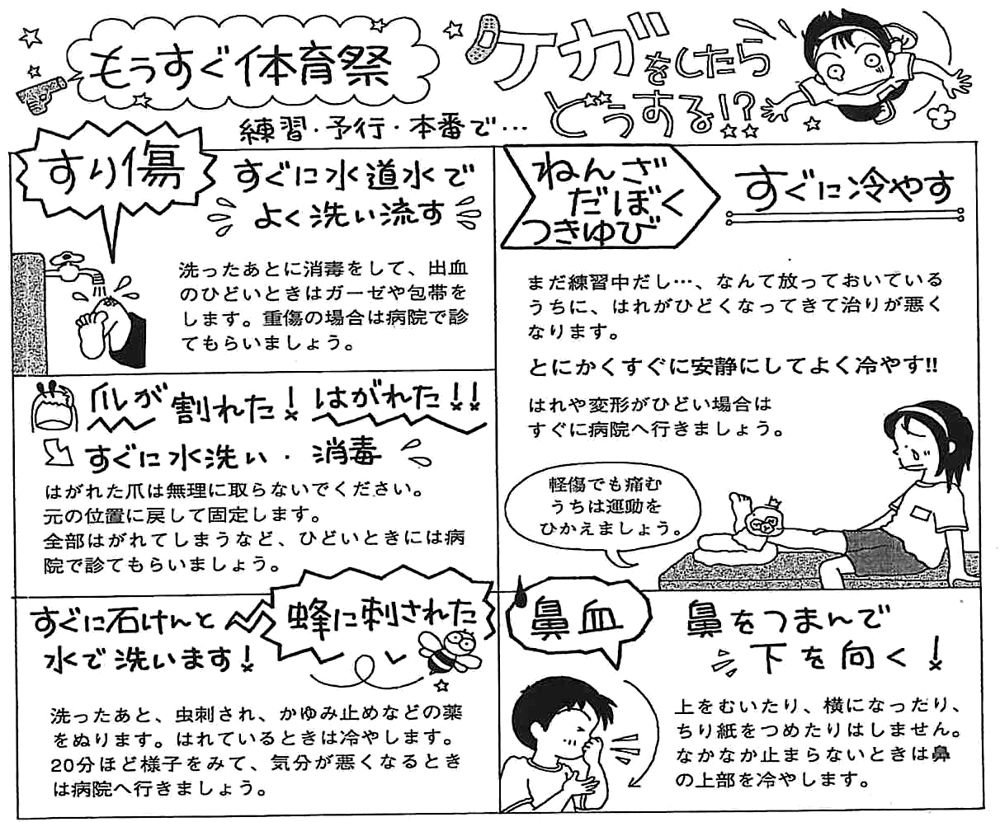 もうすぐ体育祭
ケガをしたら
どうする!?
練習・予行・本番で…
すり傷
すぐに水道水で
よく洗い流す
洗ったあとに消毒をして、出血
のひどいときはガーゼや包帯を
します。重傷の場合は病院で診
てもらいましょう。
爪が割れた!はがれた!!
すぐに水洗い・消毒
はがれた爪は無理に取らないでください。
元の位置に戻して固定します。
全部はがれてしまうなど、ひどいときには病
院で診てもらいましょう。
蜂に刺された
すぐに石けんと
水で洗います!
洗ったあと、虫刺され、かゆみ止めなどの薬
をぬります。はれているときは冷やします。
20分ほど様子をみて、気分が悪くなるとき
は病院へ行きましょう。
ねんざ
だぼく
つきゆび
すぐに冷やす
まだ練習中だし…、なんて放っておいている
うちに、はれがひどくなってきて治りが悪く
なります。
とにかくすぐに安静にしてよく冷やす!!
はれや変形がひどい場合は
すぐに病院へ行きましょう。
軽傷でも痛む
うちは運動を
ひかえましょう。
鼻血
鼻をつまんで
下を向く!
上をむいたり、横になったり、
ちり紙をつめたりはしません。
なかなか止まらないときは鼻
の上部を冷やします。